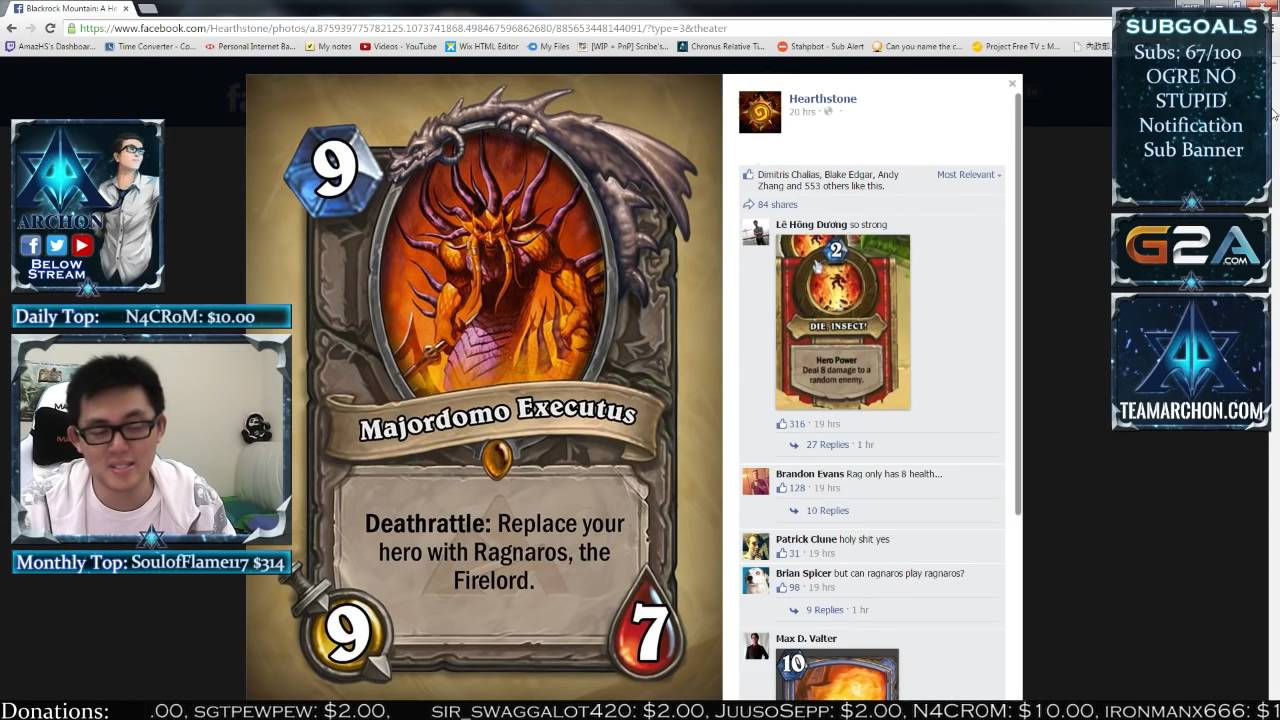 Blackrock Mountain: A He
https://www.facebook.com/Hearthstone/photos/a.875939775782125.1073741868.498467596862680/885653448144091/?type=3&theater
AmazHS's Dashboard...
Time Converter - Co...
Personal Internet Ba...
My notes
Videos - YouTube
Wix HTML Editor
My Files
[WIP + PnP] Scribe's...
Chronus Relative Ti...
Stahpbot - Sub Alert
Can you name the c...
Project Free TV :: M...
SUBGOALS
Subs: 67/100
OGRE NO
STUPID
Notification
Sub Banner
G2A
.COM
TEAMARCHON.COM
ARCHON
BELOW
STREAM
Daily Top: N4CR0M: $10.00
Monthly Top: SoulofFlame117 $314
9
Majordomo Executus
Deathrattle: Replace your
hero with Ragnaros, the
Firelord.
9
7
Hearthstone
20 hrs ·
Dimitris Chalias, Blake Edgar, Andy
Zhang and 553 others like this.
Most Relevant
84 shares
Lê Hồng Dương so strong
2
DIE, INSECT!
Hero Power
Deal 8 damage to a
random enemy.
316 · 19 hrs
27 Replies · 1 hr
Brandon Evans Rag only has 8 health...
128 · 19 hrs
10 Replies
Patrick Clune holy shit yes
31 · 19 hrs
Brian Spicer but can ragnaros play ragnaros?
98 · 19 hrs
9 Replies · 1 hr
Max D. Valter
10
Donations: .00, SGTPEWPEW: $2.00, SIR_SWAGGALOT420: $2.00, JUUSOSEPP: $2.00, N4CR0M: $10.00, IRONMANX666: $1